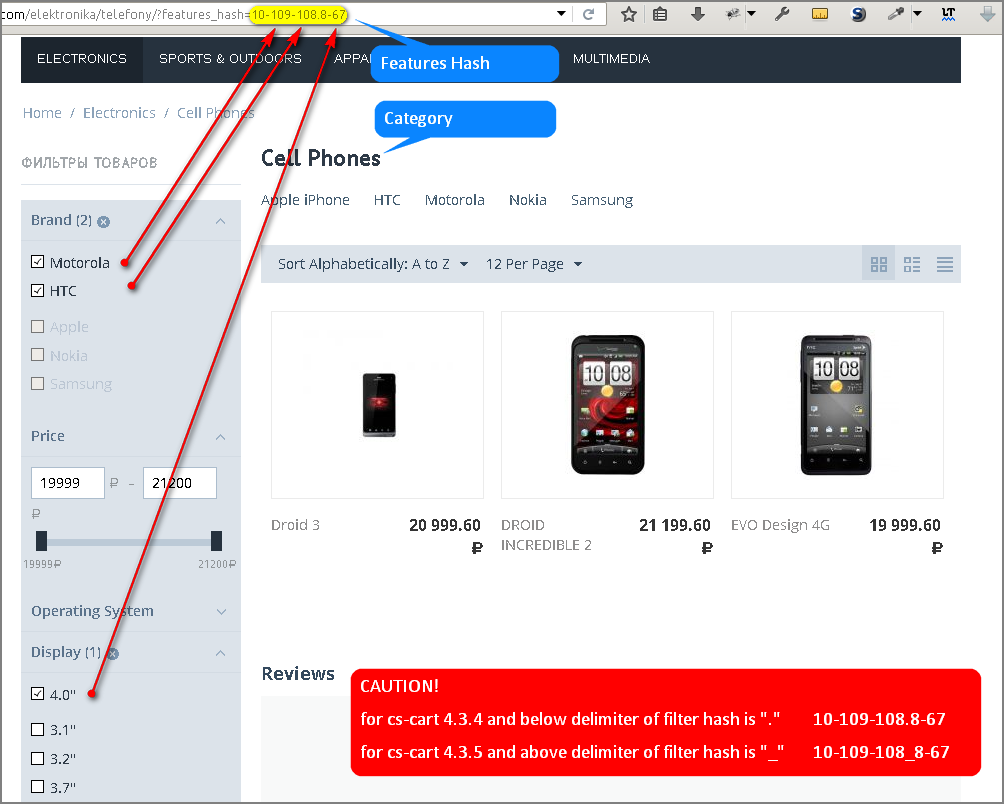 com/elektronika/telefony/?features_hash=10-109-108.8-67
ELECTRONICS SPORTS & OUTDOORS APPA MULTIMEDIA
Features Hash
Home / Electronics / Cell Phones
Category
ФИЛЬТРЫ ТОВАРОВ
Cell Phones
Apple iPhone HTC Motorola Nokia Samsung
Brand (2)
Motorola
HTC
Apple
Nokia
Samsung
Sort Alphabetically: A to Z 12 Per Page
Price
19999 ₽ – 21200
₽
19999₽ 21200₽
Droid 3 20 999.60 ₽
DROID INCREDIBLE 2 21 199.60 ₽
EVO Design 4G 19 999.60 ₽
Operating System
Display (1)
4.0"
3.1"
3.2"
3.7"
Reviews
CAUTION!
for cs-cart 4.3.4 and below delimiter of filter hash is "." 10-109-108.8-67
for cs-cart 4.3.5 and above delimiter of filter hash is "_" 10-109-108_8-67